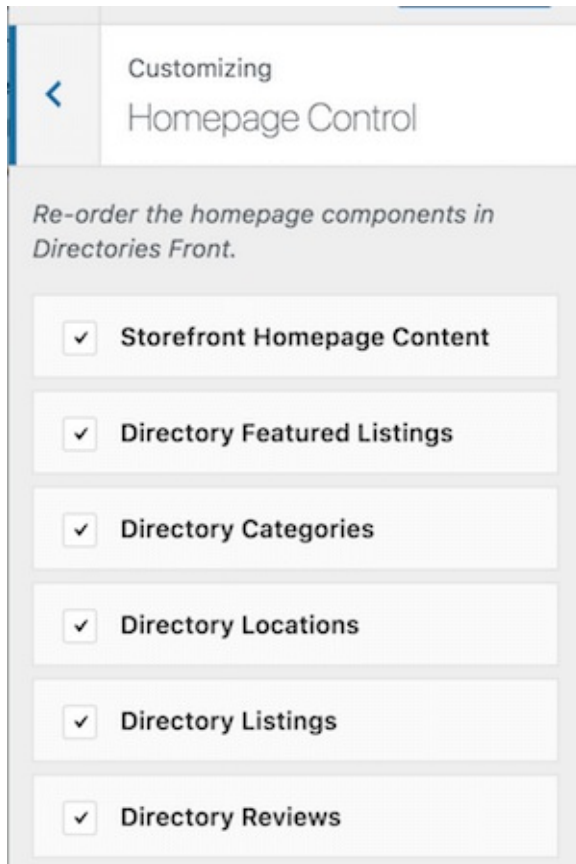 Customizing
Homepage Control
Re-order the homepage components in
Directories Front.
Storefront Homepage Content
Directory Featured Listings
Directory Categories
Directory Locations
Directory Listings
Directory Reviews